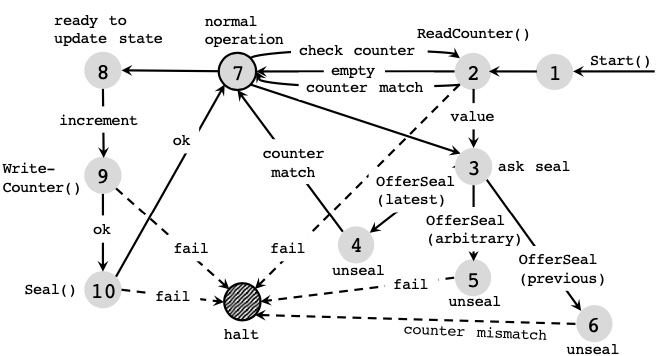 ready to
update state
normal
operation
ReadCounter()
check counter
Start()
8
7
empty
2
1
counter match
increment
value
ok
Write-
Counter()
9
counter
match
3
ask seal
OfferSeal
(latest)
ok
OfferSeal
(arbitrary)
fail
fail
4
OfferSeal
(previous)
unseal
Seal()
10
fail
fail
5
unseal
halt
counter mismatch
6
unseal